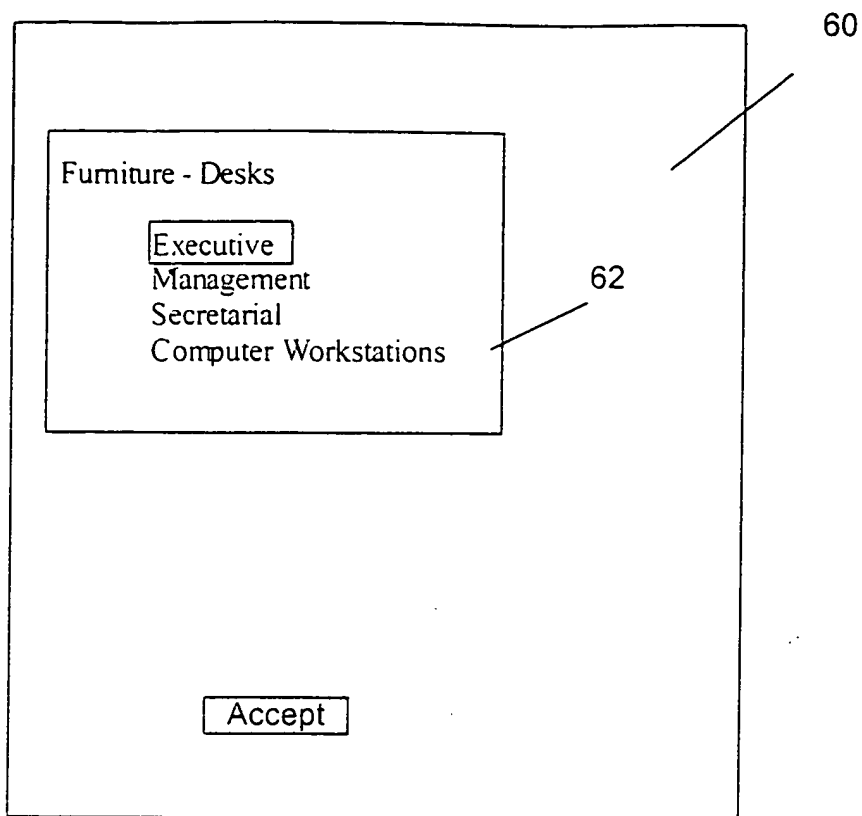 60
Furniture - Desks
Executive
Management
Secretarial
62
Computer Workstations
Accept